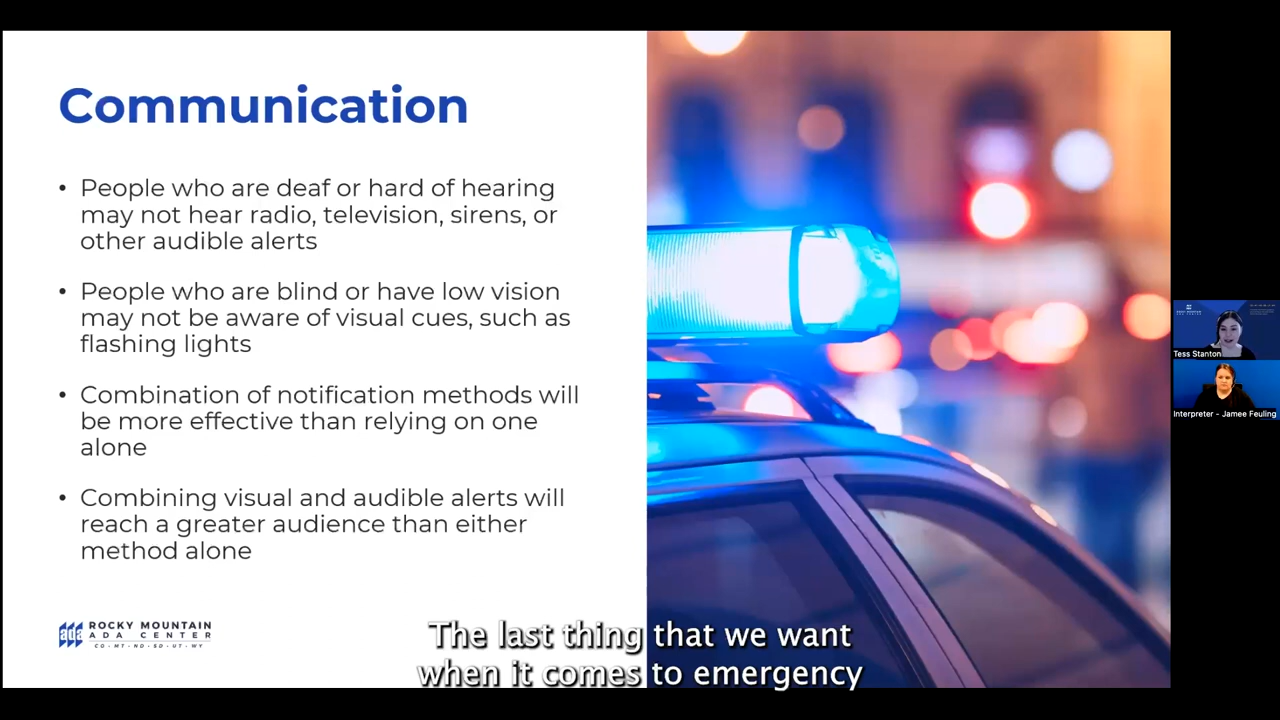 Communication
• People who are deaf or hard of hearing
may not hear radio, television, sirens, or
other audible alerts
• People who are blind or have low vision
may not be aware of visual cues, such as
flashing lights
• Combination of notification methods will
be more effective than relying on one
alone
• Combining visual and audible alerts will
reach a greater audience than either
method alone
ada ROCKY MOUNTAIN
ADA CENTER
CO · MT · ND · SD · UT · WY
The last thing that we want
when it comes to emergency
Tess Stanton
Interpreter - Jamee Feuling